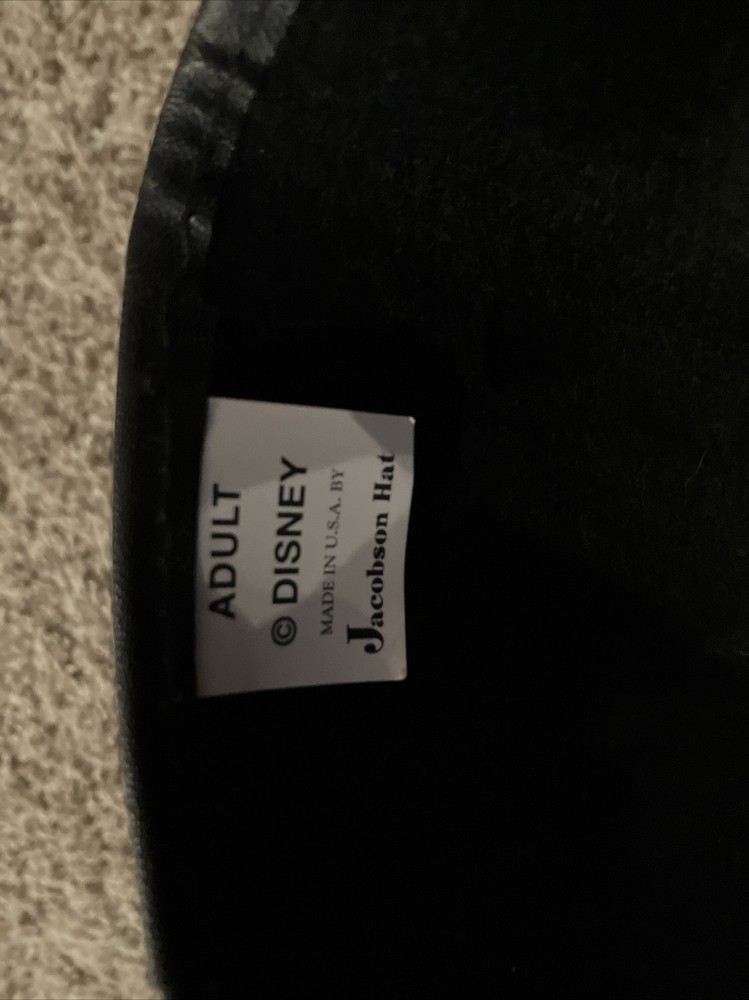 ADULT
© DISNEY
MADE IN U.S.A. BY
Jacobson Hat